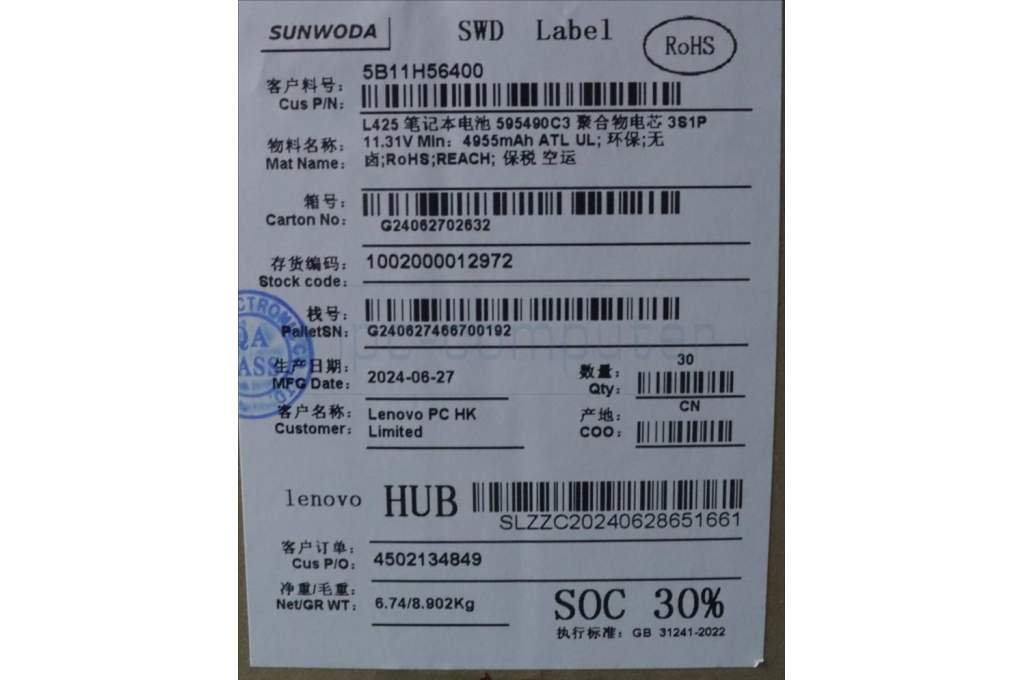 SUNWODA
SWD Label
RoHS
客户料号:
Cus P/N:
5B11H56400
物料名称:
Mat Name:
L425 笔记本电池 595490C3 聚合物电芯 3S1P
11.31V Min: 4955mAh ATL UL; 环保;无
卤;RoHS;REACH; 保税 空运
箱号:
Carton No:
G24062702632
存货编码:
Stock code:
1002000012972
栈号:
PalletSN:
G240627466700192
ipc-computer
QA
PASS
生产日期:
MFG Date:
2024-06-27
数量:
Qty:
30
客户名称:
Customer:
Lenovo PC HK
Limited
产地:
COO:
CN
lenovo
HUB
SLZZC20240628651661
客户订单:
Cus P/O:
4502134849
净重/毛重:
Net/GR WT:
6.74/8.902Kg
SOC 30%
执行标准: GB 31241-2022